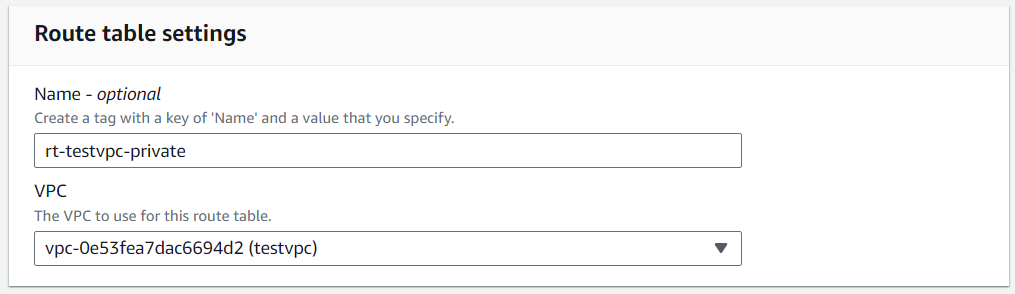 Route table settings
Name - optional
Create a tag with a key of 'Name' and a value that you specify.
rt-testvpc-private
VPC
The VPC to use for this route table.
vpc-0e53fea7dac6694d2 (testvpc)